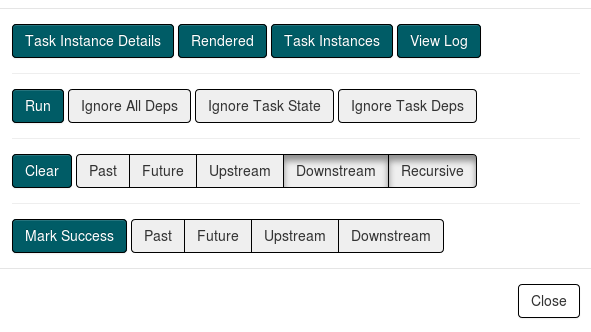 Task Instance Details Rendered Task Instances View Log
Run Ignore All Deps Ignore Task State Ignore Task Deps
Clear Past Future Upstream Downstream Recursive
Mark Success Past Future Upstream Downstream
Close